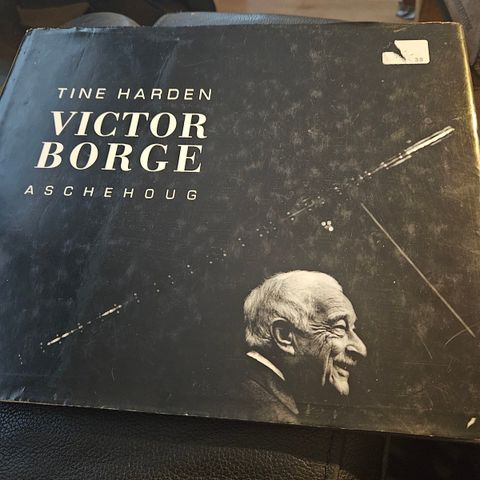 TINE HARDEN
VICTOR
BORGE
ASCHEHOUG